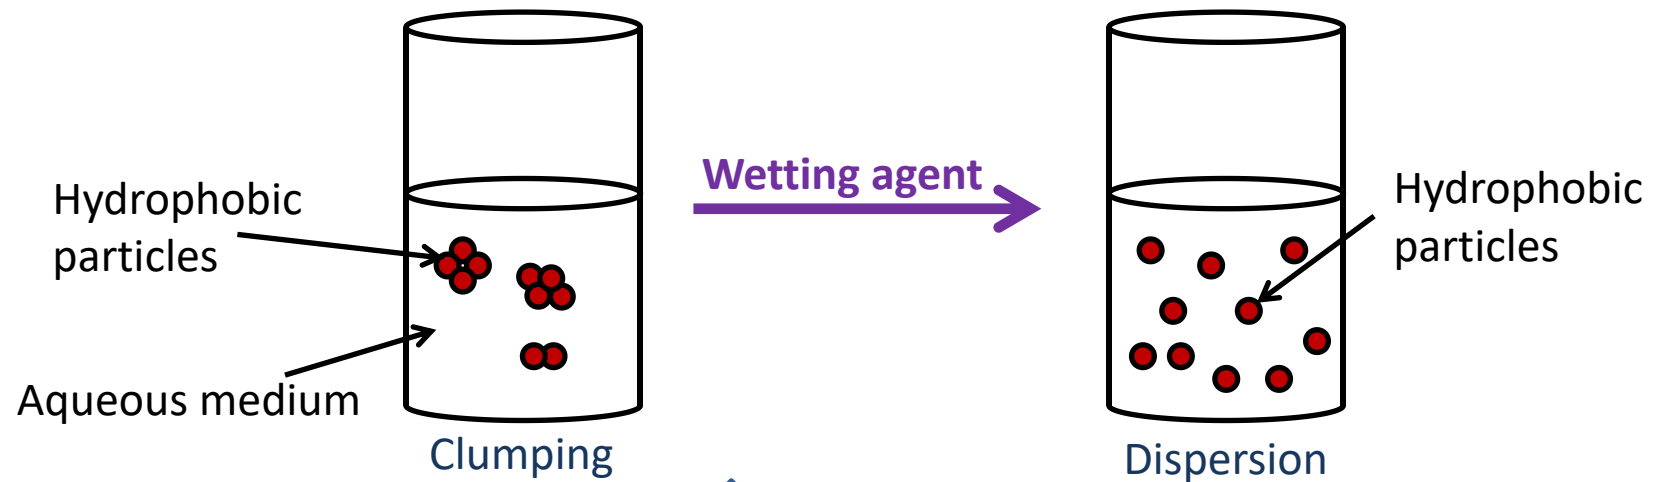 Hydrophobic
particles
Aqueous medium
Clumping
Wetting agent
Hydrophobic
particles
Dispersion